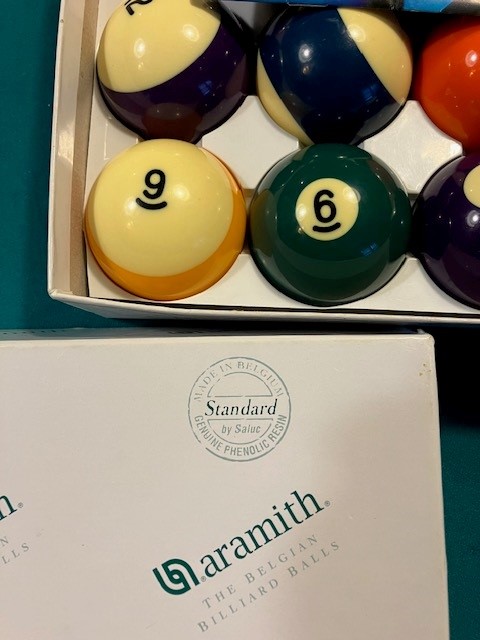 9
6
MADE IN BELGIUM
Standard
by Saluc
GENUINE PHENOLIC RESIN
aramith®
THE BELGIAN
BILLIARD BALLS